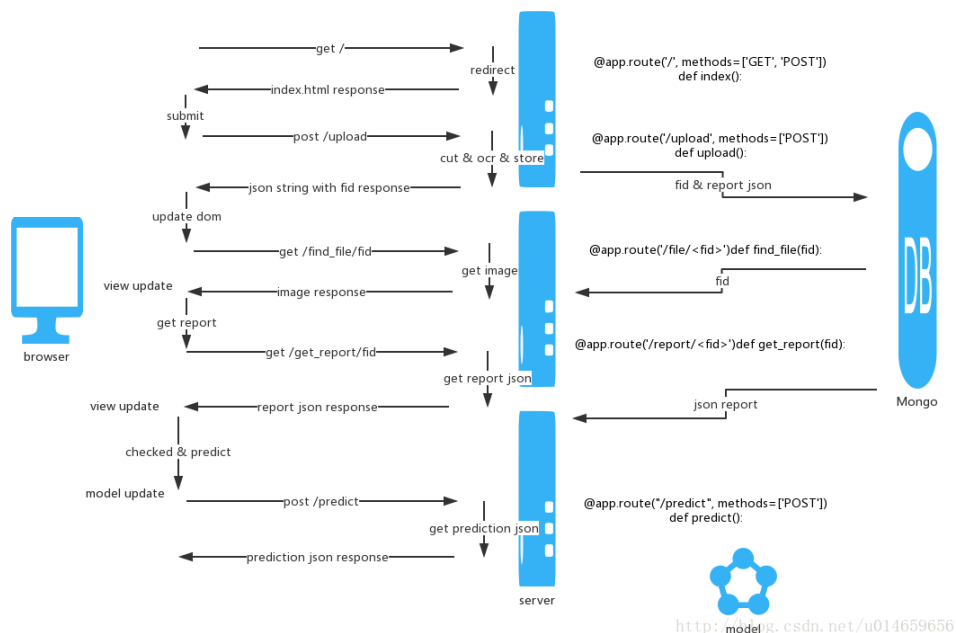 get /
redirect
@app.route('/', methods=['GET', 'POST'])
def index():
index.html response
submit
post /upload
cut & ocr & store
@app.route('/upload', methods=['POST'])
def upload():
json string with fid response
fid & report json
update dom
get /find_file/fid
get image
@app.route('/file/<fid>')def find_file(fid):
DB
view update
image response
fid
get report
browser
get /get_report/fid
get report json
@app.route('/report/<fid>')def get_report(fid):
view update
report json response
json report
Mongo
checked & predict
model update
post /predict
get prediction json
@app.route("/predict", methods=['POST'])
def predict():
prediction json response
server
model
http://blog.csdn.net/u014659656